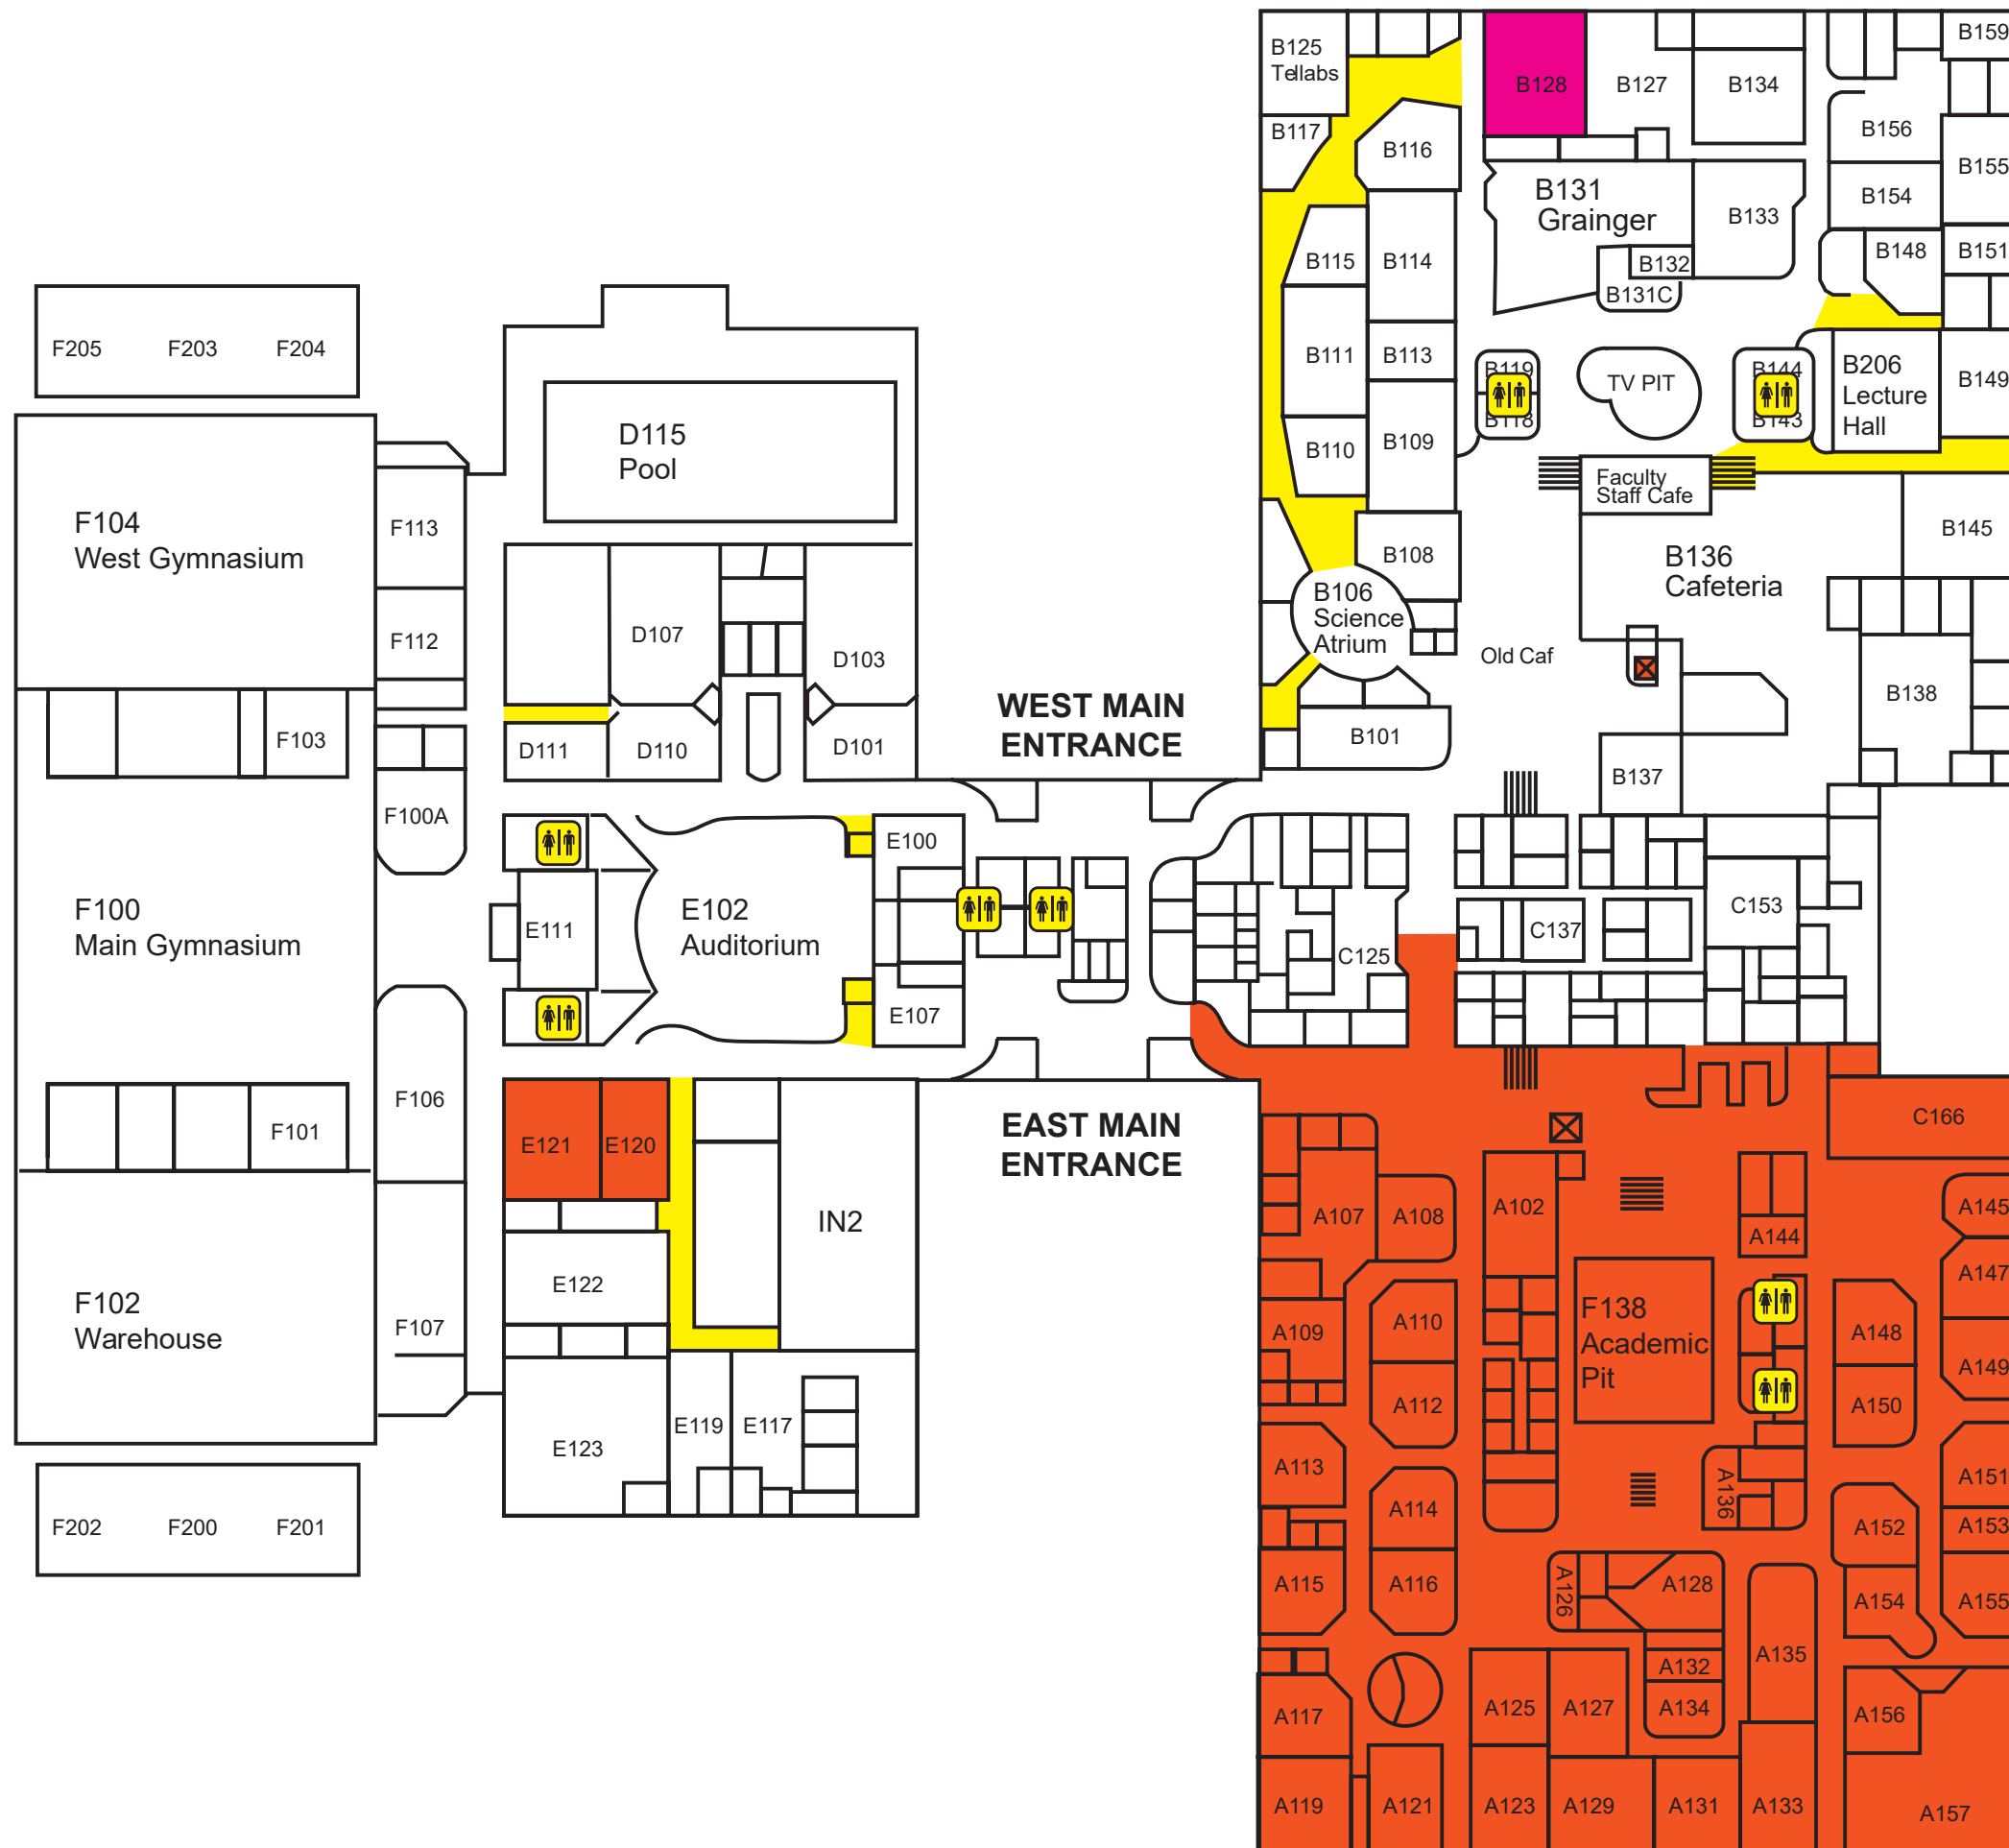 B125
Tellabs
B128
B127
B134
B159
B117
B116
B156
B155
B131
Grainger
B133
B154
B115
B114
B132
B148
B151
B131C
F205
F203
F204
B111
B113
B119
B118
TV PIT
B144
B143
B206
Lecture
Hall
B149
D115
Pool
B110
B109
Faculty
Staff Cafe
F104
West Gymnasium
F113
B108
B136
Cafeteria
B145
B106
Science
Atrium
F112
D107
D103
Old Caf
B138
WEST MAIN
ENTRANCE
F103
D111
D110
D101
B101
B137
F100A
E100
F100
Main Gymnasium
E111
E102
Auditorium
C125
C137
C153
E107
F106
F101
E121
E120
EAST MAIN
ENTRANCE
C166
IN2
A107
A108
A102
A144
A145
E122
A147
F102
Warehouse
F107
A109
A110
F138
Academic
Pit
A148
A149
A112
A150
E123
E119
E117
A113
A136
A151
F202
F200
F201
A114
A152
A153
A115
A116
A126
A128
A154
A155
A132
A135
A117
A125
A127
A134
A156
A119
A121
A123
A129
A131
A133
A157